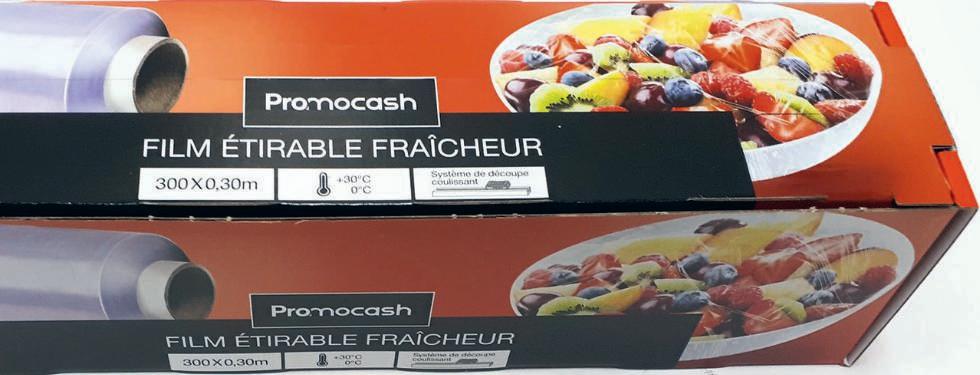 Promocash
FILM ÉTIRABLE FRAÎCHEUR
300X0,30m
+30°C
0°C
Système de découpe
coulissant
Promocash
FILM ÉTIRABLE FRAÎCHEUR
300X0,30m
+30°C
0°C
Système de découpe
coulissant